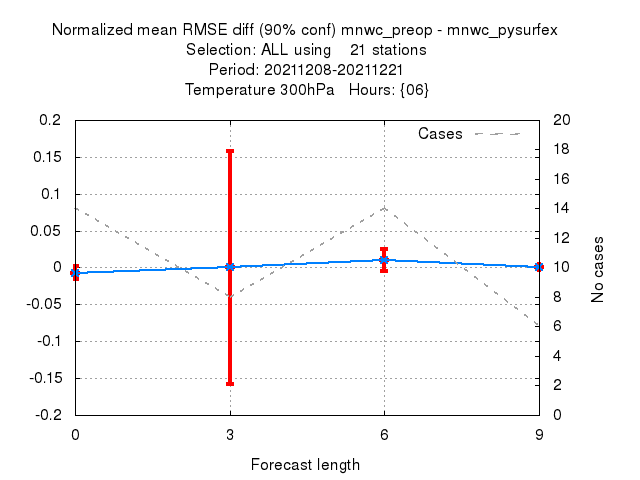 Normalized mean RMSE diff (90% conf) mnwc_preop - mnwc_pysurfex
Selection: ALL using    21 stations
Period: 20211208-20211221
Temperature 300hPa   Hours: {06}
Cases
0.2
0.15
0.1
0.05
0
-0.05
-0.1
-0.15
-0.2
20
18
16
14
12
10
8
6
4
2
0
No cases
0 3 6 9
Forecast length